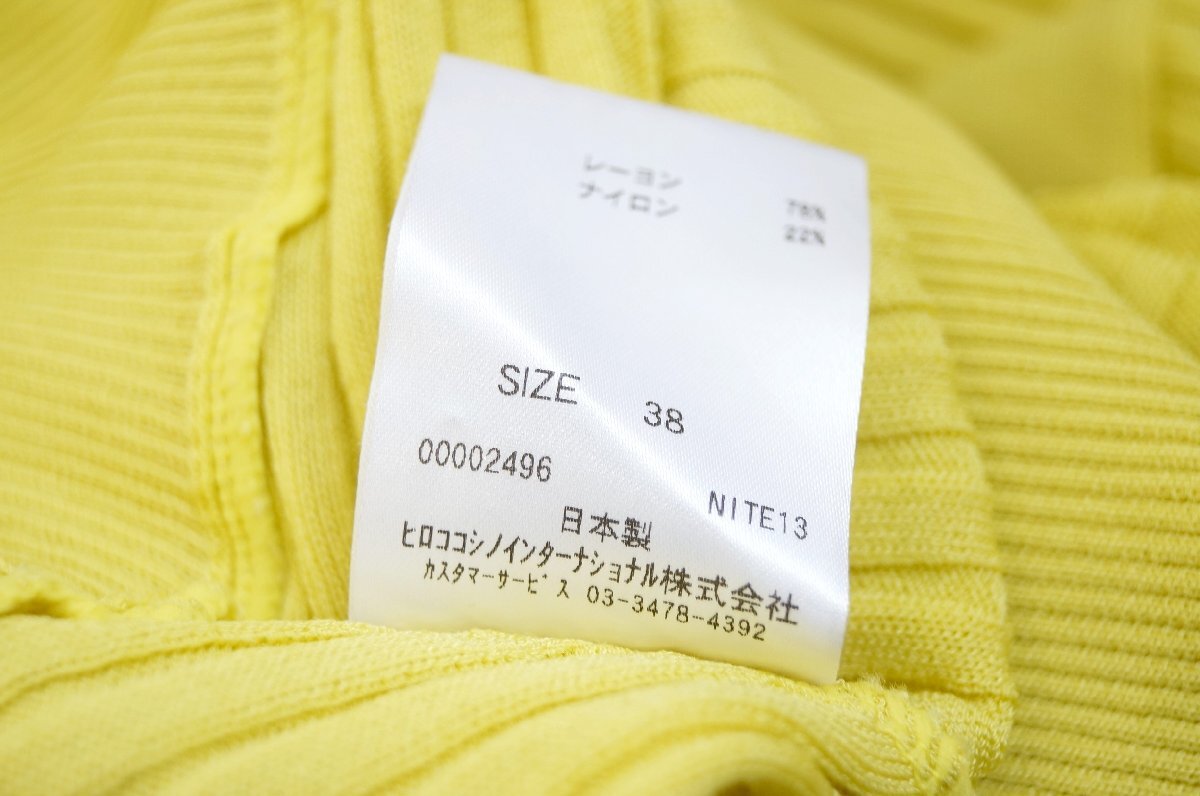 レーヨン 78%
ナイロン 22%
SIZE 38
00002496 NITE13
日本製
ヒロココシノインターナショナル株式会社
カスタマーサービス 03-3478-4392